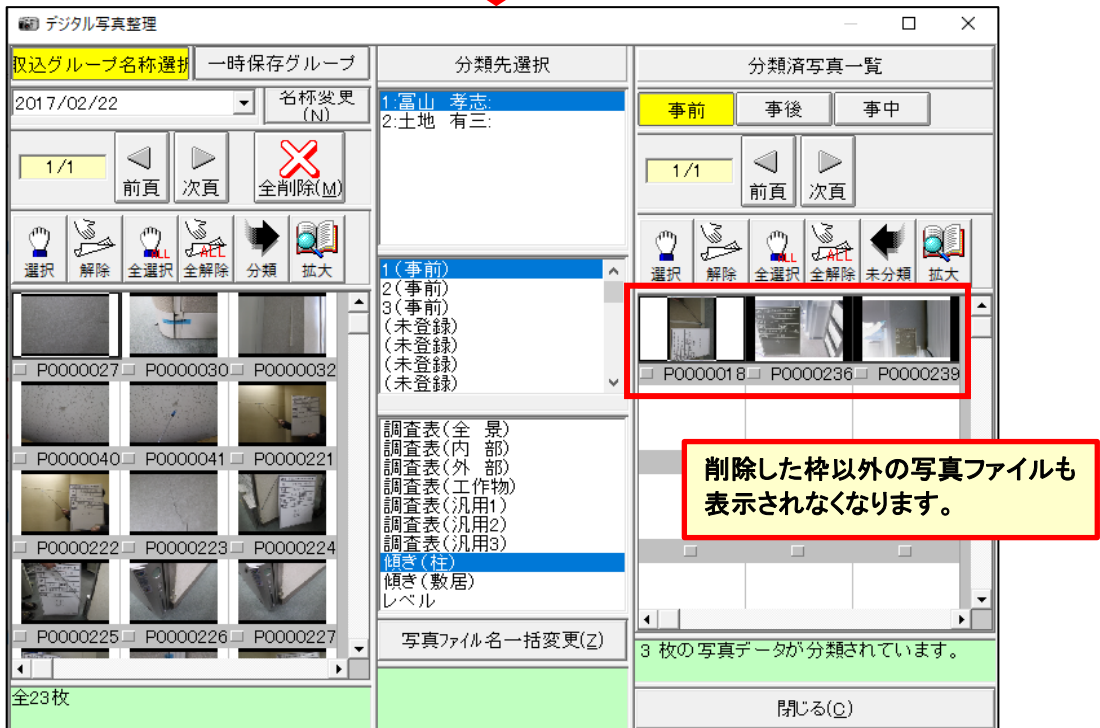 デジタル写真整理
取込グループ名称選択
一時保存グループ
2017/02/22
名称変更
(N)
1/1
前頁
次頁
全削除(M)
選択
解除
全選択
全解除
分類
拡大
P0000027
P0000030
P0000032
P0000040
P0000041
P0000221
P0000222
P0000223
P0000224
P0000225
P0000226
P0000227
全23枚
分類先選択
1:冨山 孝志:
2:土地 有三:
1(事前)
2(事前)
3(事前)
(未登録)
(未登録)
(未登録)
(未登録)
調査表(全 景)
調査表(内 部)
調査表(外 部)
調査表(工作物)
調査表(汎用1)
調査表(汎用2)
調査表(汎用3)
傾き(柱)
傾き(敷居)
レベル
写真ファイル名一括変更(Z)
分類済写真一覧
事前
事後
事中
1/1
前頁
次頁
選択
解除
全選択
全解除
未分類
拡大
P0000018
P0000236
P0000239
削除した枠以外の写真ファイルも
表示されなくなります。
3 枚の写真データが分類されています。
閉じる(C)